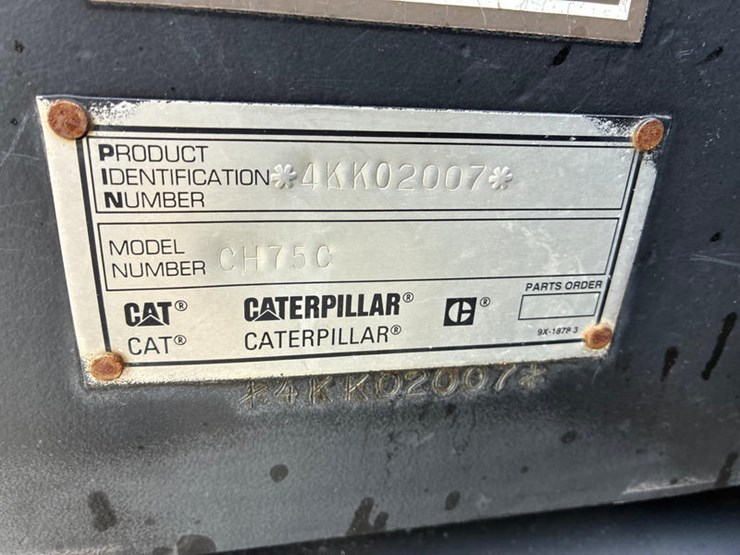 PRODUCT
IDENTIFICATION *4KK02007*
NUMBER
MODEL
NUMBER CH75C
PARTS ORDER
CAT® CATERPILLAR® C®
CAT® CATERPILLAR®
9X-1878 3
*4KK02007*